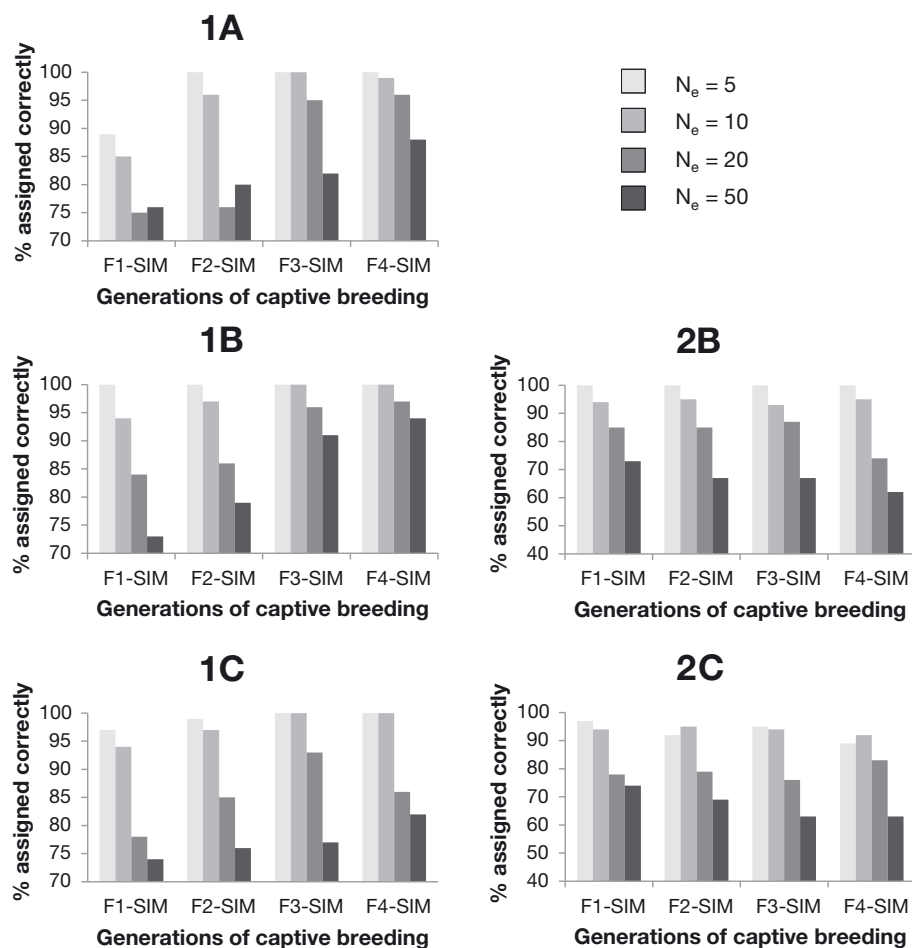 1A
% assigned correctly
100
95
90
85
80
75
70
F1-SIM F2-SIM F3-SIM F4-SIM
Generations of captive breeding
Ne = 5
Ne = 10
Ne = 20
Ne = 50
1B
% assigned correctly
100
95
90
85
80
75
70
F1-SIM F2-SIM F3-SIM F4-SIM
Generations of captive breeding
2B
% assigned correctly
100
90
80
70
60
50
40
F1-SIM F2-SIM F3-SIM F4-SIM
Generations of captive breeding
1C
% assigned correctly
100
95
90
85
80
75
70
F1-SIM F2-SIM F3-SIM F4-SIM
Generations of captive breeding
2C
% assigned correctly
100
90
80
70
60
50
40
F1-SIM F2-SIM F3-SIM F4-SIM
Generations of captive breeding